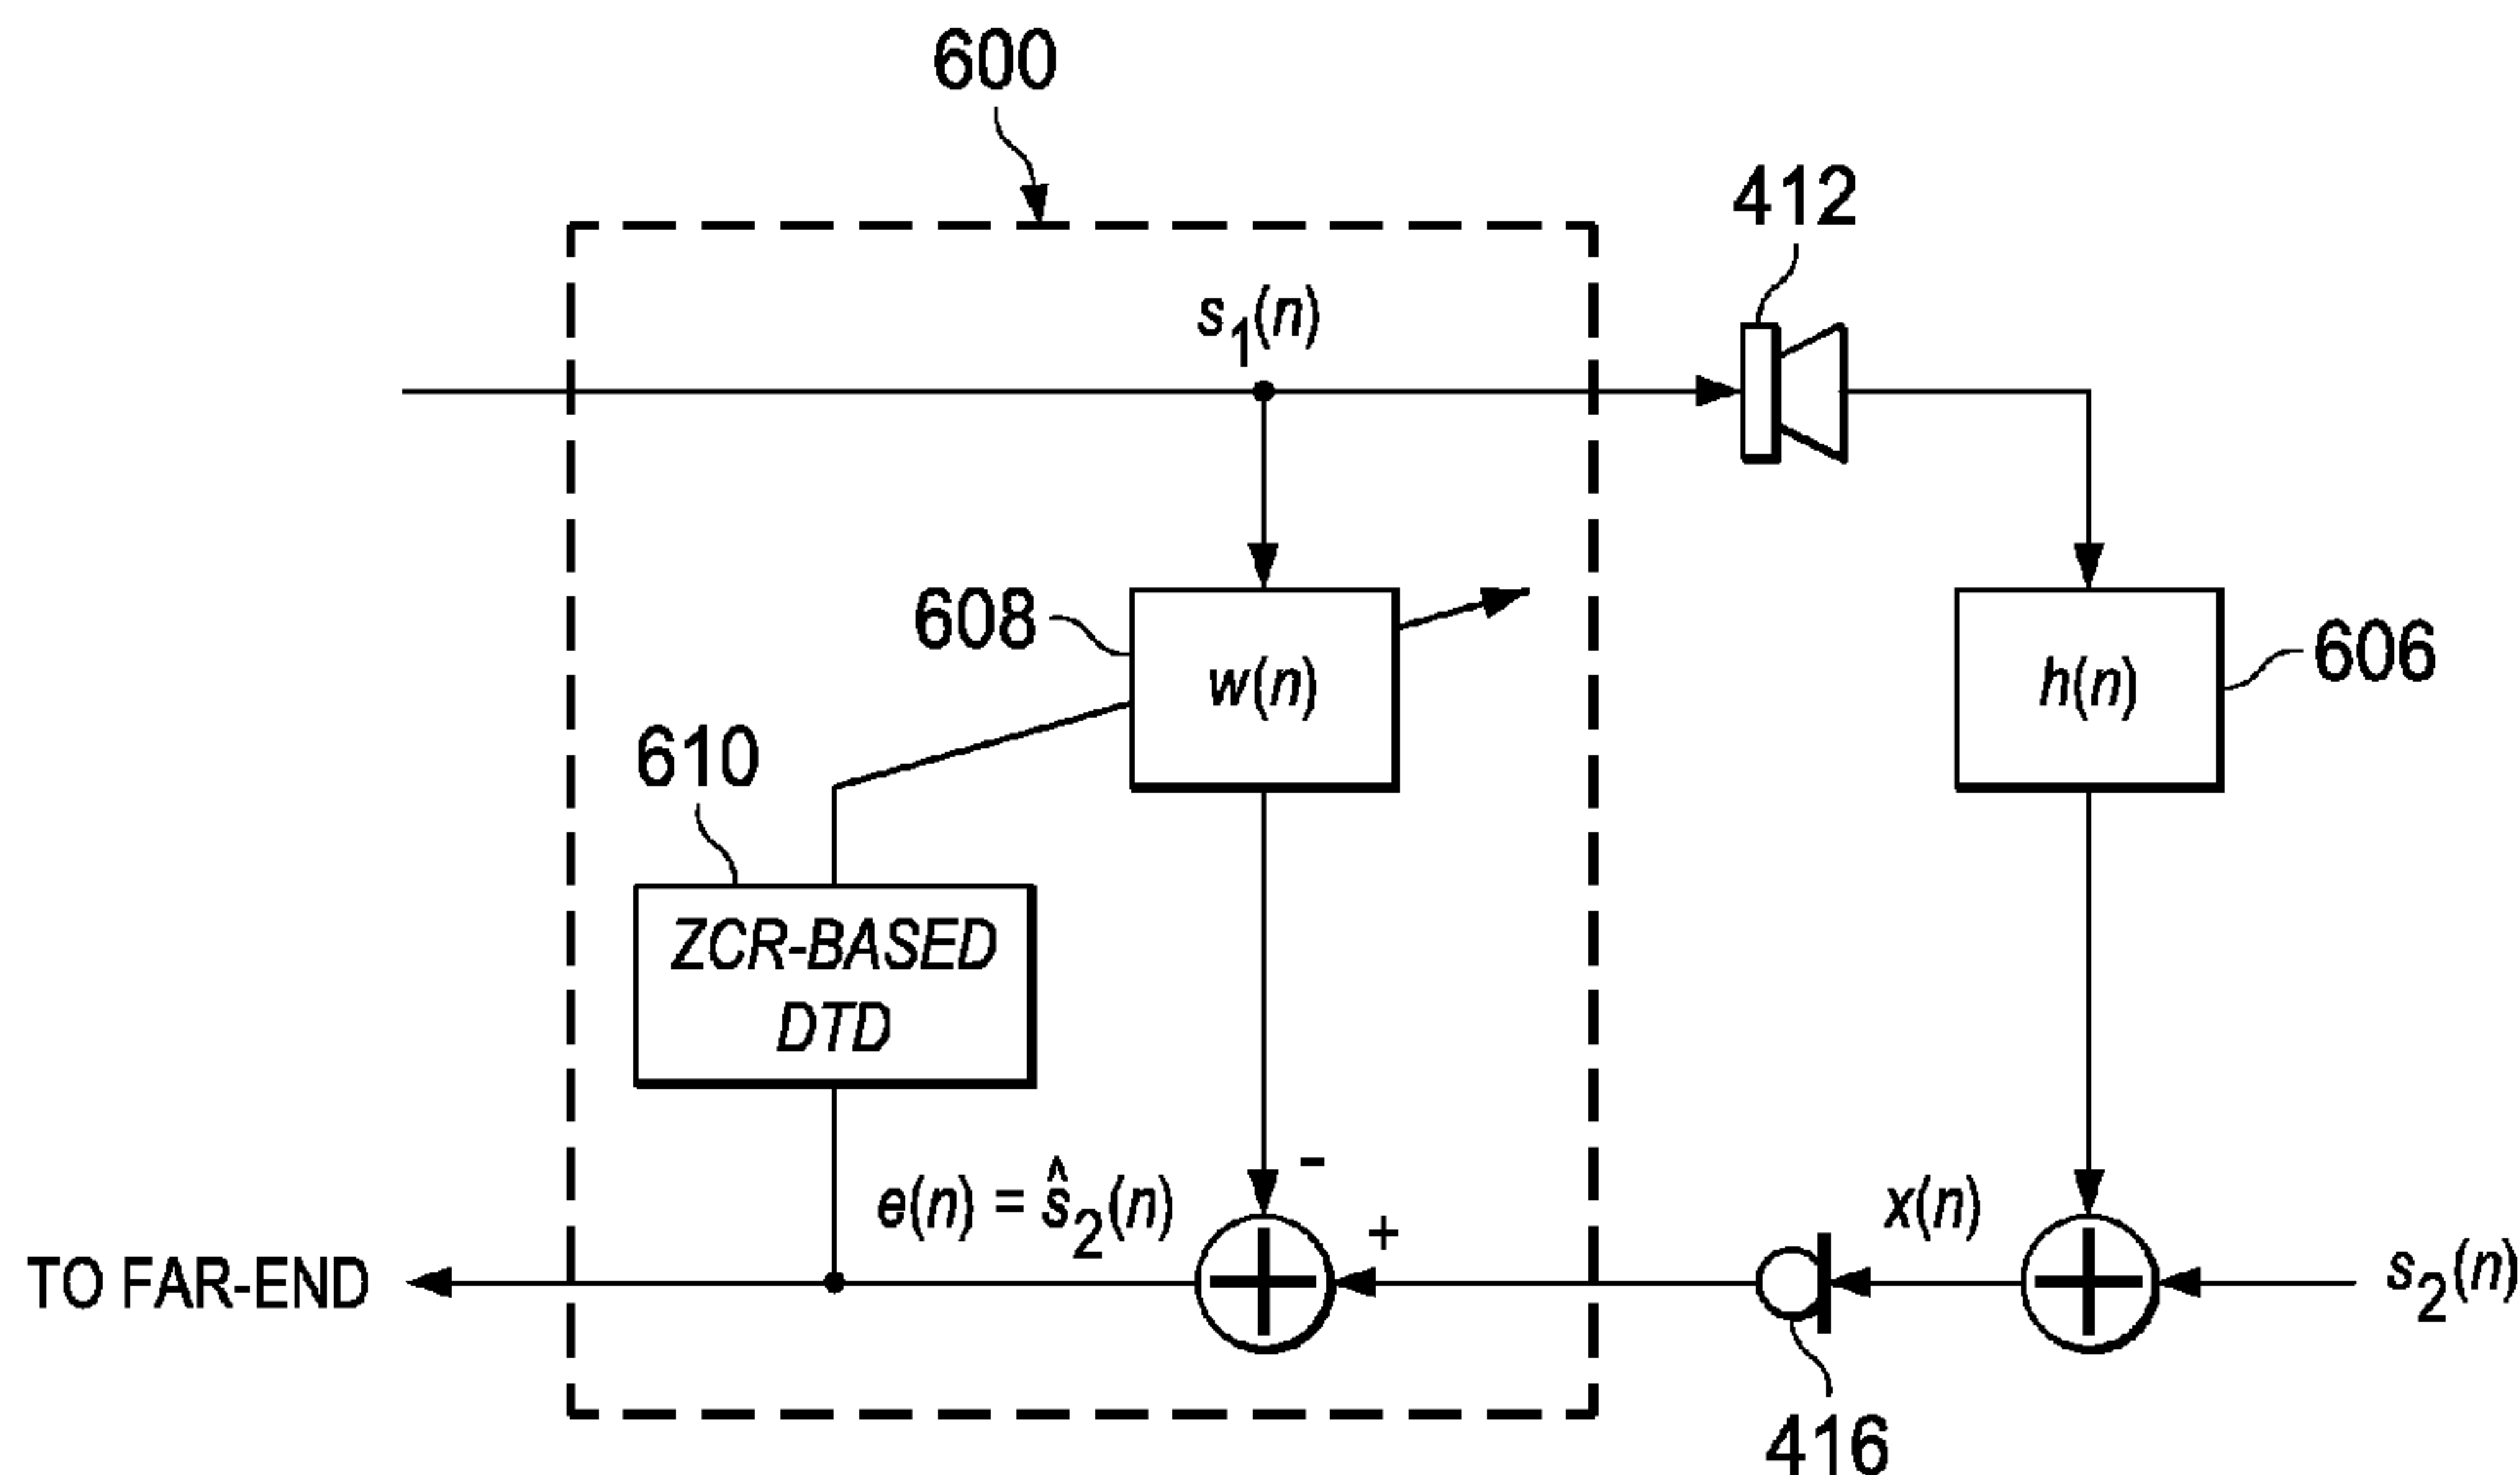 600
412
s1(n)
608
w(n)
h(n)
606
610
ZCR-BASED
DTD
-
e(n) = ŝ2(n)
+
x(n)
TO FAR-END
s2(n)
416